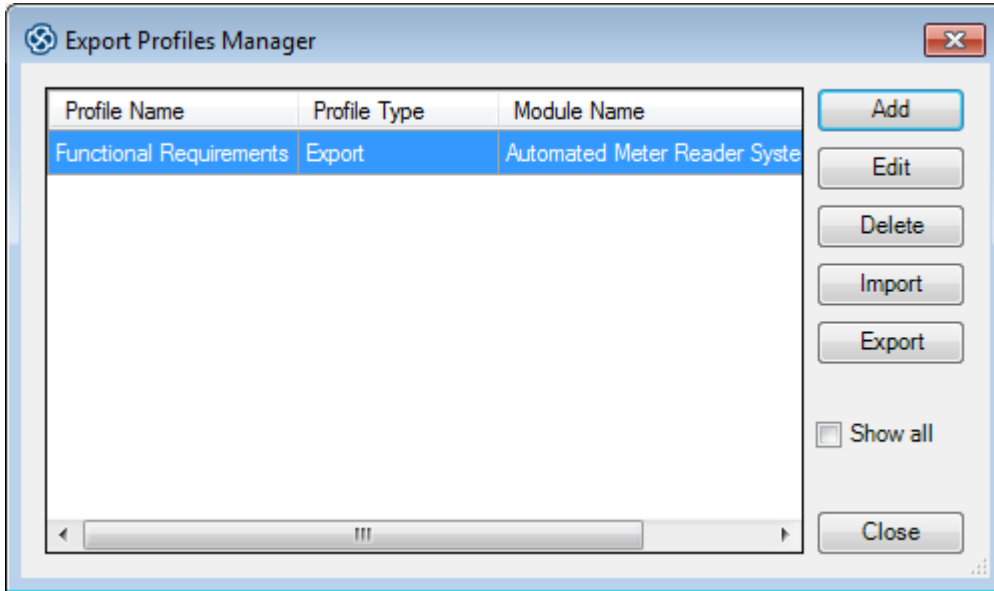 Export Profiles Manager
Profile Name Profile Type Module Name
Functional Requirements Export Automated Meter Reader Syste
Add
Edit
Delete
Import
Export
Show all
Close